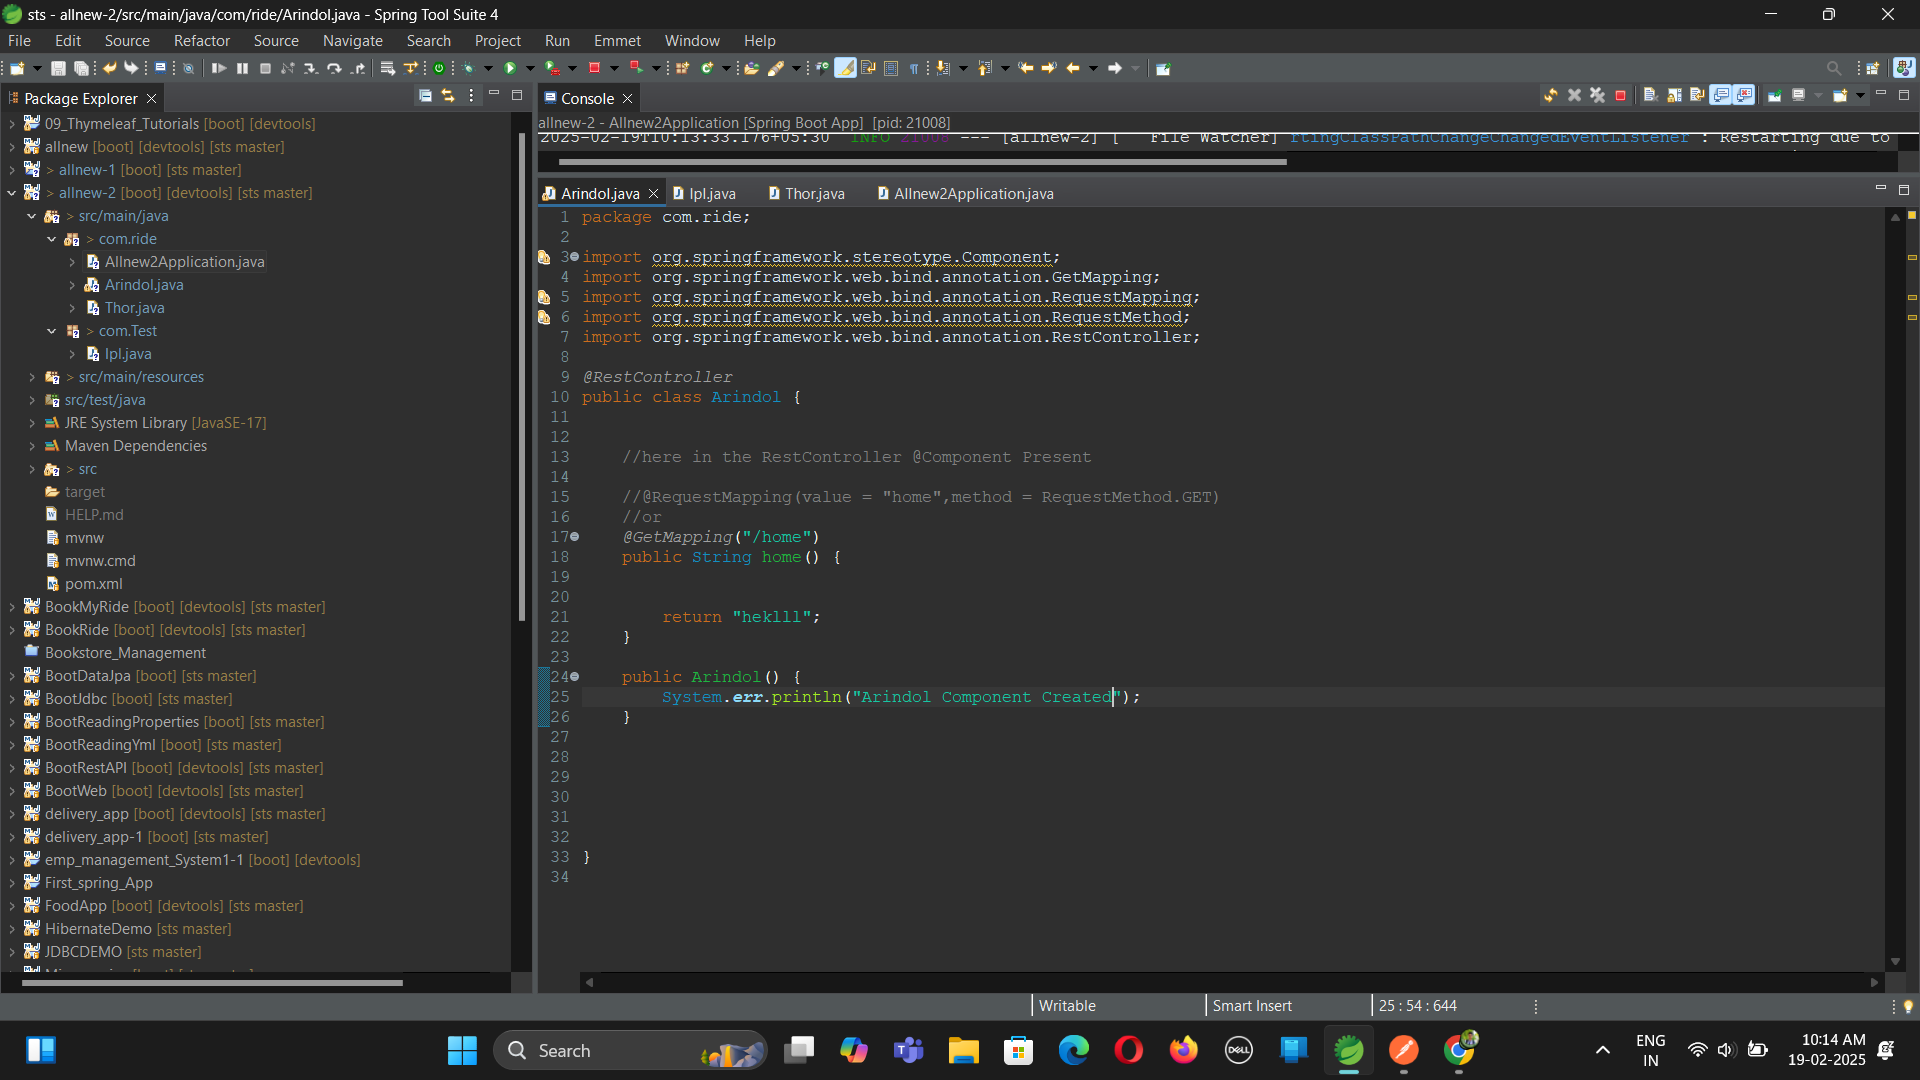 sts - allnew-2/src/main/java/com/ride/Arindol.java - Spring Tool Suite 4
File Edit Source Refactor Source Navigate Search Project Run Emmet Window Help
Package Explorer
09_Thymeleaf_Tutorials [boot] [devtools]
allnew [boot] [devtools] [sts master]
> allnew-1 [boot] [sts master]
> allnew-2 [boot] [devtools] [sts master]
> src/main/java
> com.ride
Allnew2Application.java
Arindol.java
Thor.java
> com.Test
Ipl.java
> src/main/resources
src/test/java
JRE System Library [JavaSE-17]
Maven Dependencies
> src
target
HELP.md
mvnw
mvnw.cmd
pom.xml
BookMyRide [boot] [devtools] [sts master]
BookRide [boot] [devtools] [sts master]
Bookstore_Management
BootDataJpa [boot] [sts master]
BootJdbc [boot] [sts master]
BootReadingProperties [boot] [sts master]
BootReadingYml [boot] [sts master]
BootRestAPI [boot] [devtools] [sts master]
BootWeb [boot] [devtools] [sts master]
delivery_app [boot] [devtools] [sts master]
delivery_app-1 [boot] [sts master]
emp_management_System1-1 [boot] [devtools]
First_spring_App
FoodApp [boot] [devtools] [sts master]
HibernateDemo [sts master]
JDBCDEMO [sts master]
Console
allnew-2 - Allnew2Application [Spring Boot App] [pid: 21008]
2025-02-19T10:13:33.176+05:30 INFO 21008 --- [allnew-2] [ File Watcher] rtingClassPathChangeChangedEventListener : Restarting due to
Arindol.java Ipl.java Thor.java Allnew2Application.java
1 package com.ride;
2
3 import org.springframework.stereotype.Component;
4 import org.springframework.web.bind.annotation.GetMapping;
5 import org.springframework.web.bind.annotation.RequestMapping;
6 import org.springframework.web.bind.annotation.RequestMethod;
7 import org.springframework.web.bind.annotation.RestController;
8
9 @RestController
10 public class Arindol {
11
12
13 //here in the RestController @Component Present
14
15 //@RequestMapping(value = "home",method = RequestMethod.GET)
16 //or
17 @GetMapping("/home")
18 public String home() {
19
20
21 return "heklll";
22 }
23
24 public Arindol() {
25 System.err.println("Arindol Component Created");
26 }
27
28
29
30
31
32
33 }
34
Writable Smart Insert 25 : 54 : 644
Search
DELL
ENG
IN
10:14 AM
19-02-2025